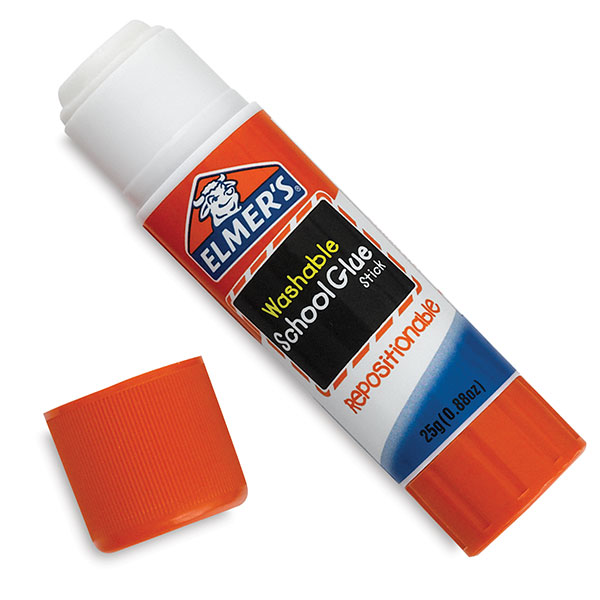 ELMER'S®
Washable
School Glue
Stick
Repositionable
25g (0.88oz)